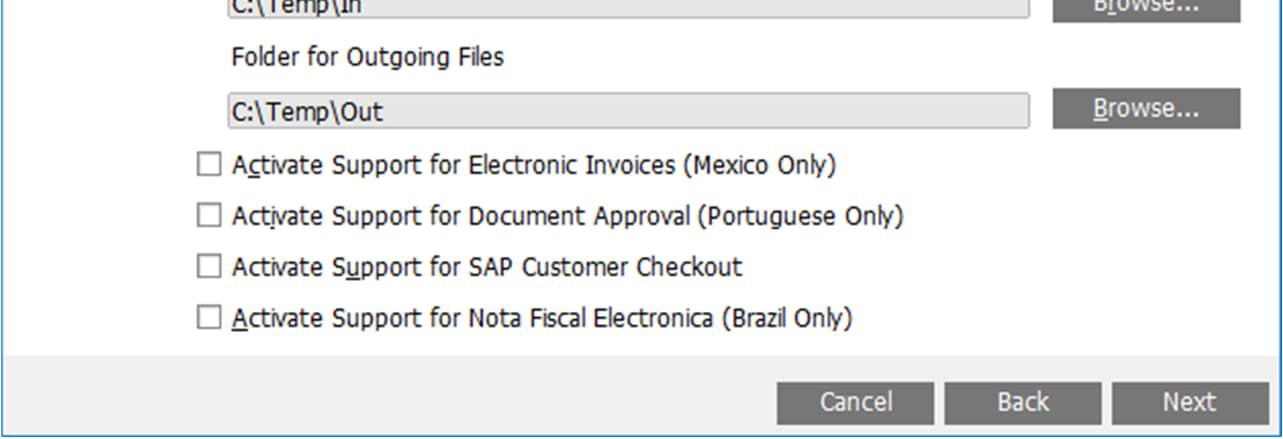 C:\Temp\In
Browse...
Folder for Outgoing Files
C:\Temp\Out
Browse...
Activate Support for Electronic Invoices (Mexico Only)
Activate Support for Document Approval (Portuguese Only)
Activate Support for SAP Customer Checkout
Activate Support for Nota Fiscal Electronica (Brazil Only)
Cancel
Back
Next